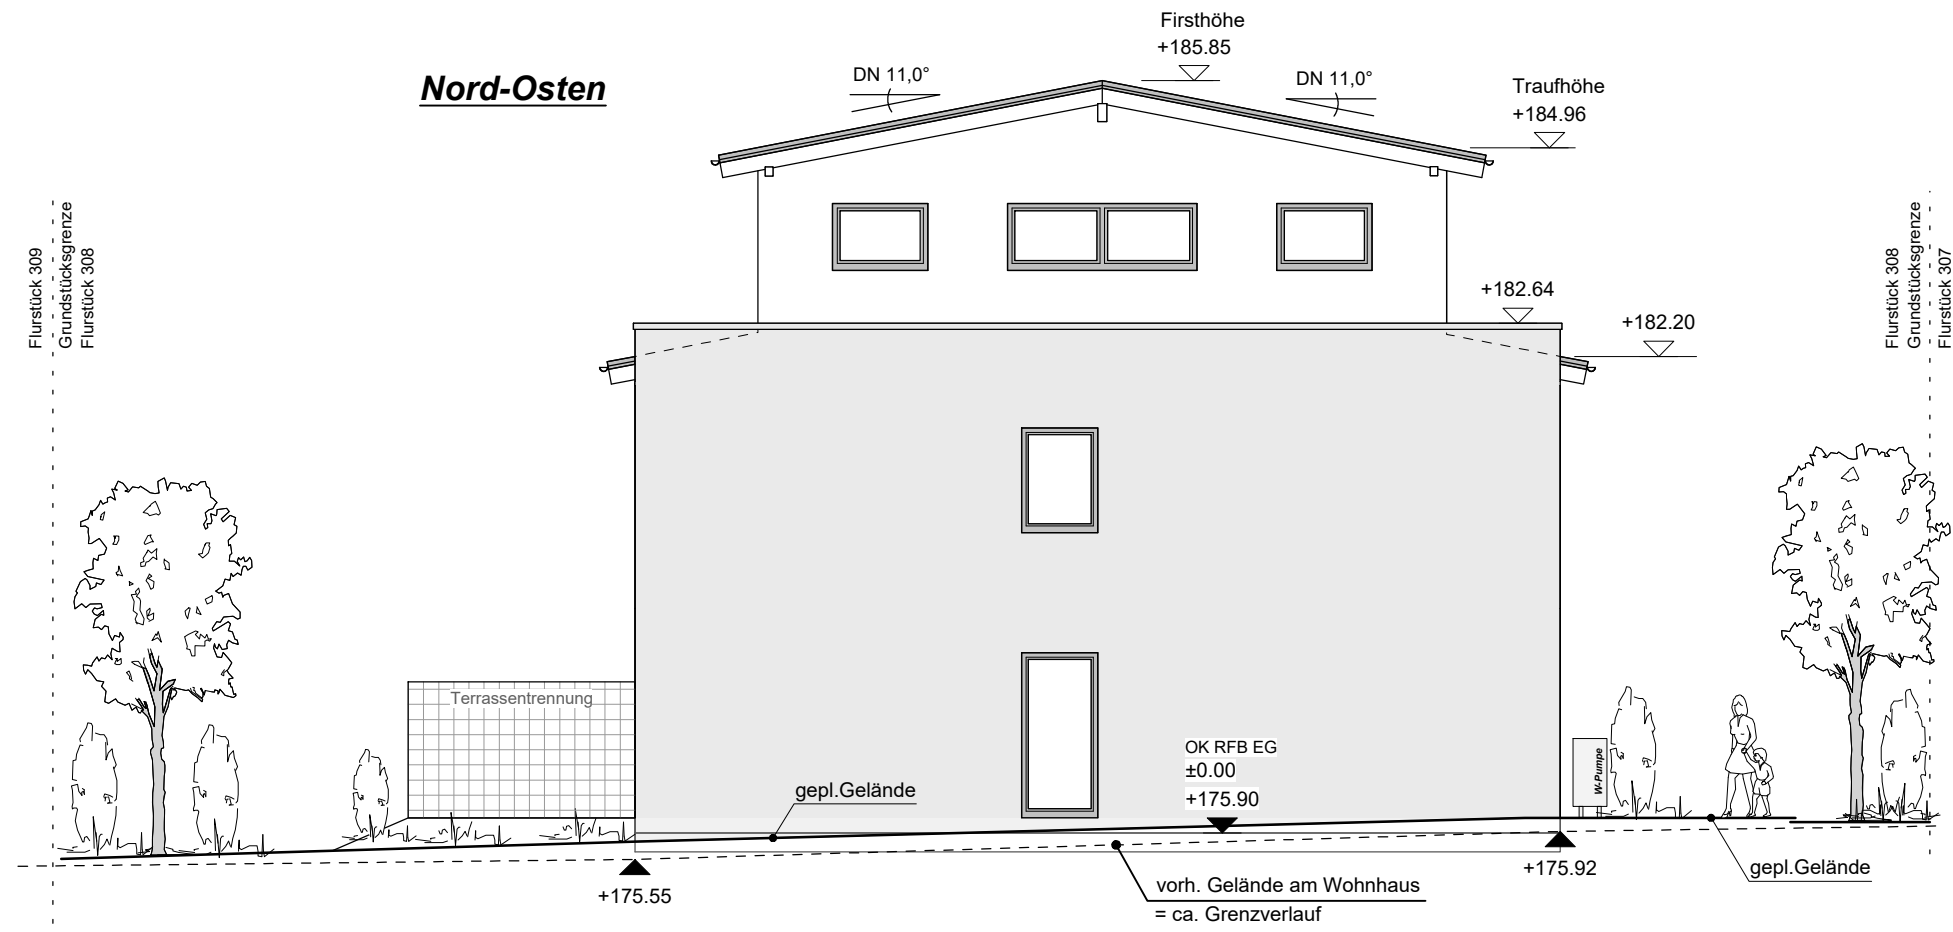 Firsthöhe
+185.85
Nord-Osten
DN 11,0°
DN 11,0°
Traufhöhe
+184.96
Flurstück 309
Grundstücksgrenze
Flurstück 308
+182.64
+182.20
Flurstück 308
Grundstücksgrenze
Flurstück 307
Terrassentrennung
OK RFB EG
±0.00
+175.90
gepl.Gelände
W-Pumpe
+175.55
+175.92
gepl.Gelände
vorh. Gelände am Wohnhaus
= ca. Grenzverlauf